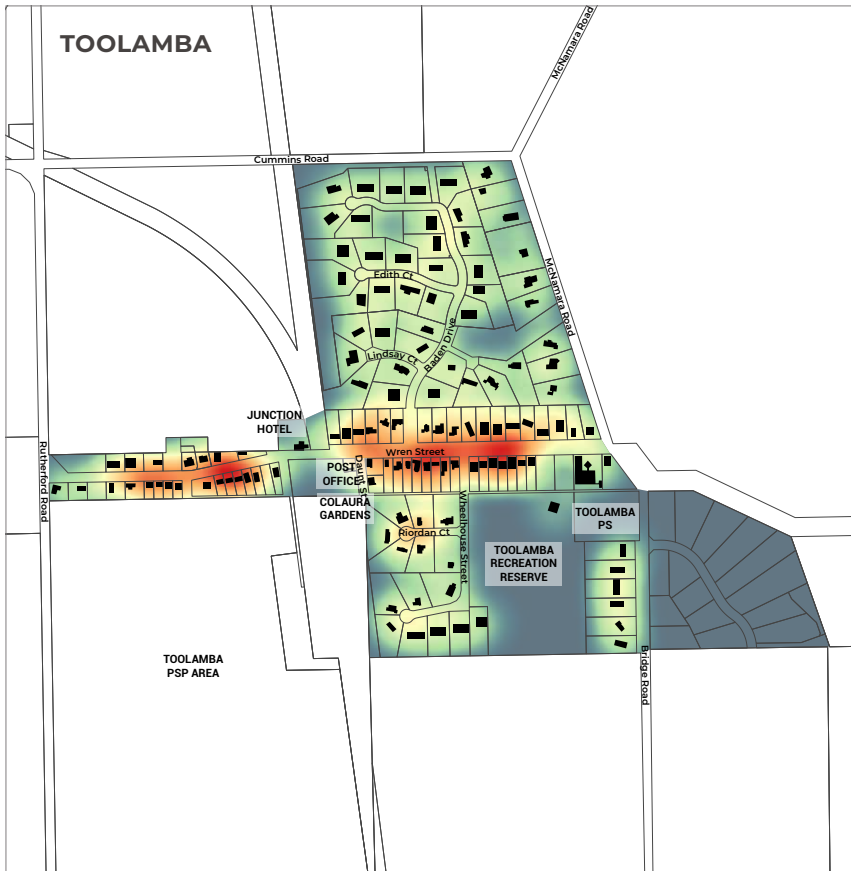 TOOLAMBA
McNamara Road
Cummins Road
McNamara Road
Edith Ct
Baden Drive
Lindsay Ct
JUNCTION
HOTEL
Rutherford Road
Wren Street
Daunt St
POST
OFFICE
COLAURA
GARDENS
Wheelhouse Street
Riordan Ct
TOOLAMBA
PS
TOOLAMBA
RECREATION
RESERVE
TOOLAMBA
PSP AREA
Bridge Road